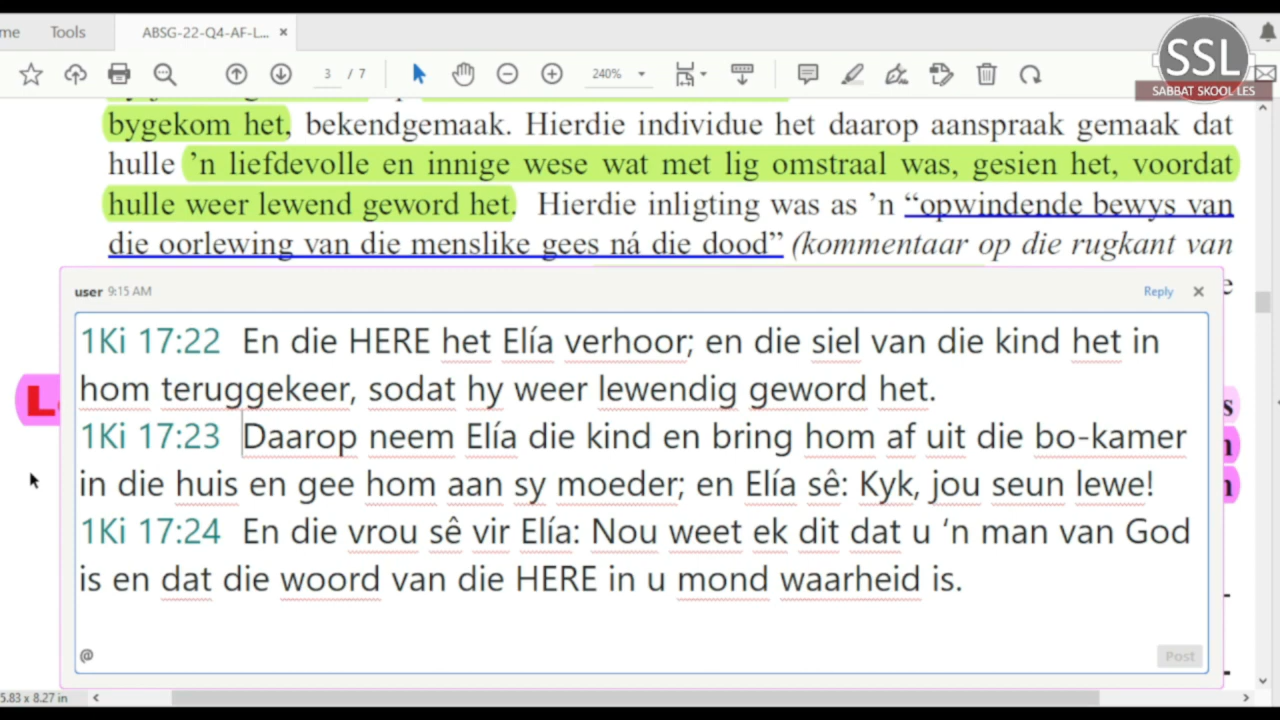 me Tools ABSG-22-Q4-AF-L... ×
SSL
SABBAT SKOOL LES
3 / 7 240%
bygekom het, bekendgemaak. Hierdie individue het daarop aanspraak gemaak dat
hulle ’n liefdevolle en innige wese wat met lig omstraal was, gesien het, voordat
hulle weer lewend geword het. Hierdie inligting was as ’n “opwindende bewys van
die oorlewing van die menslike gees ná die dood” (kommentaar op die rugkant van
user 9:15 AM Reply ×
1Ki 17:22 En die HERE het Elía verhoor; en die siel van die kind het in
hom teruggekeer, sodat hy weer lewendig geword het.
1Ki 17:23 Daarop neem Elía die kind en bring hom af uit die bo-kamer
in die huis en gee hom aan sy moeder; en Elía sê: Kyk, jou seun lewe!
1Ki 17:24 En die vrou sê vir Elía: Nou weet ek dit dat u ‘n man van God
is en dat die woord van die HERE in u mond waarheid is.
@ Post
5.83 x 8.27 in